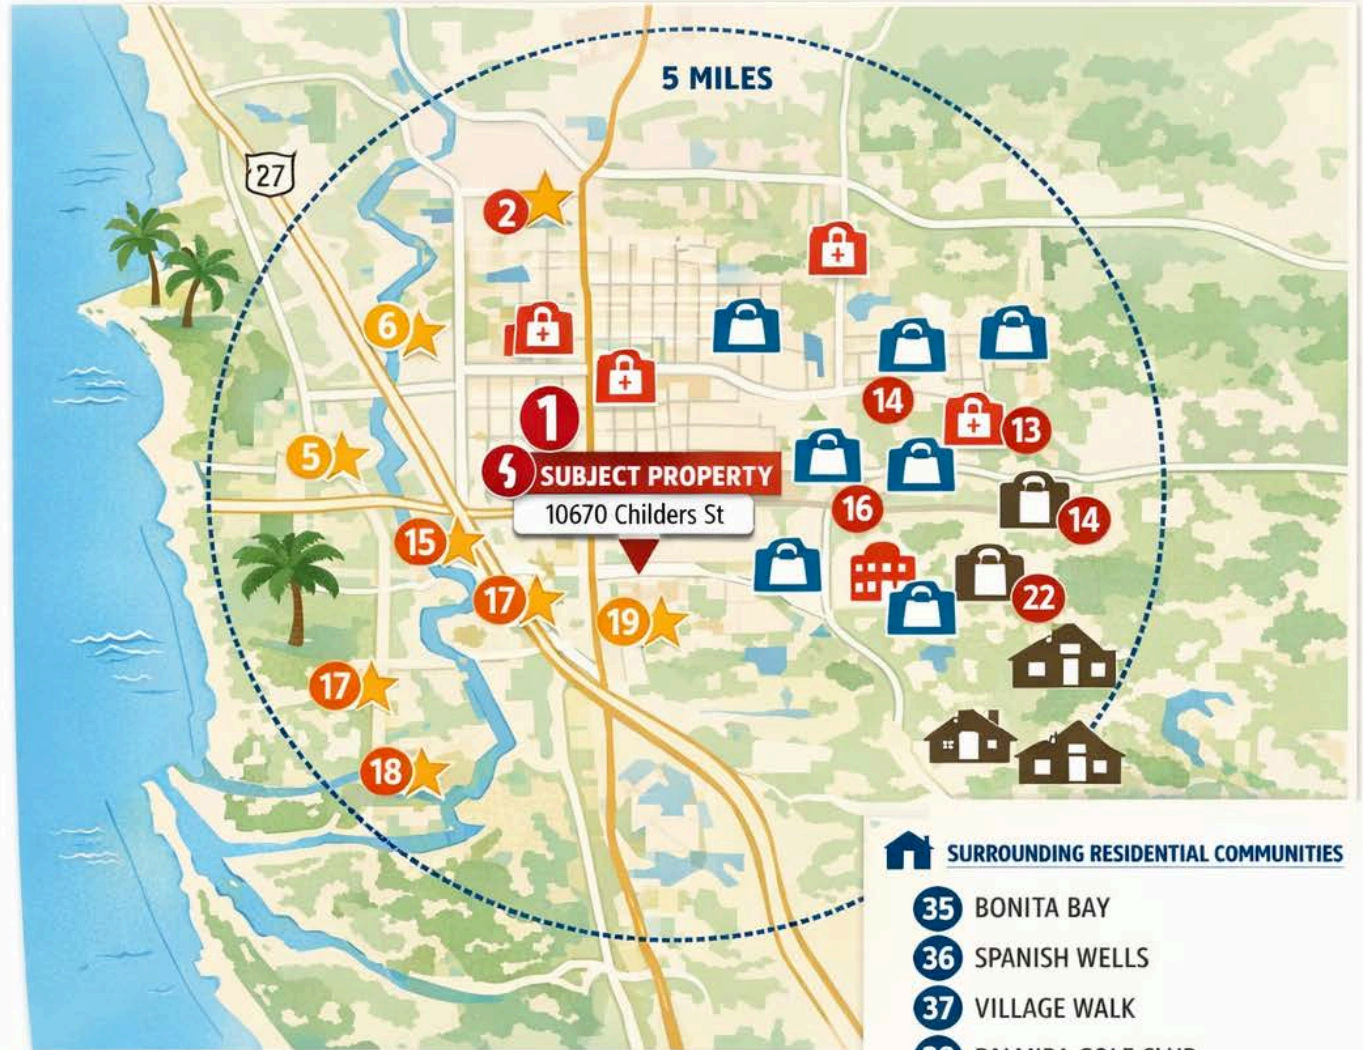 5 MILES
27
2
6
1
14
13
5
SUBJECT PROPERTY
10670 Childers St
16
14
15
17
19
22
17
18
SURROUNDING RESIDENTIAL COMMUNITIES
35 BONITA BAY
36 SPANISH WELLS
37 VILLAGE WALK